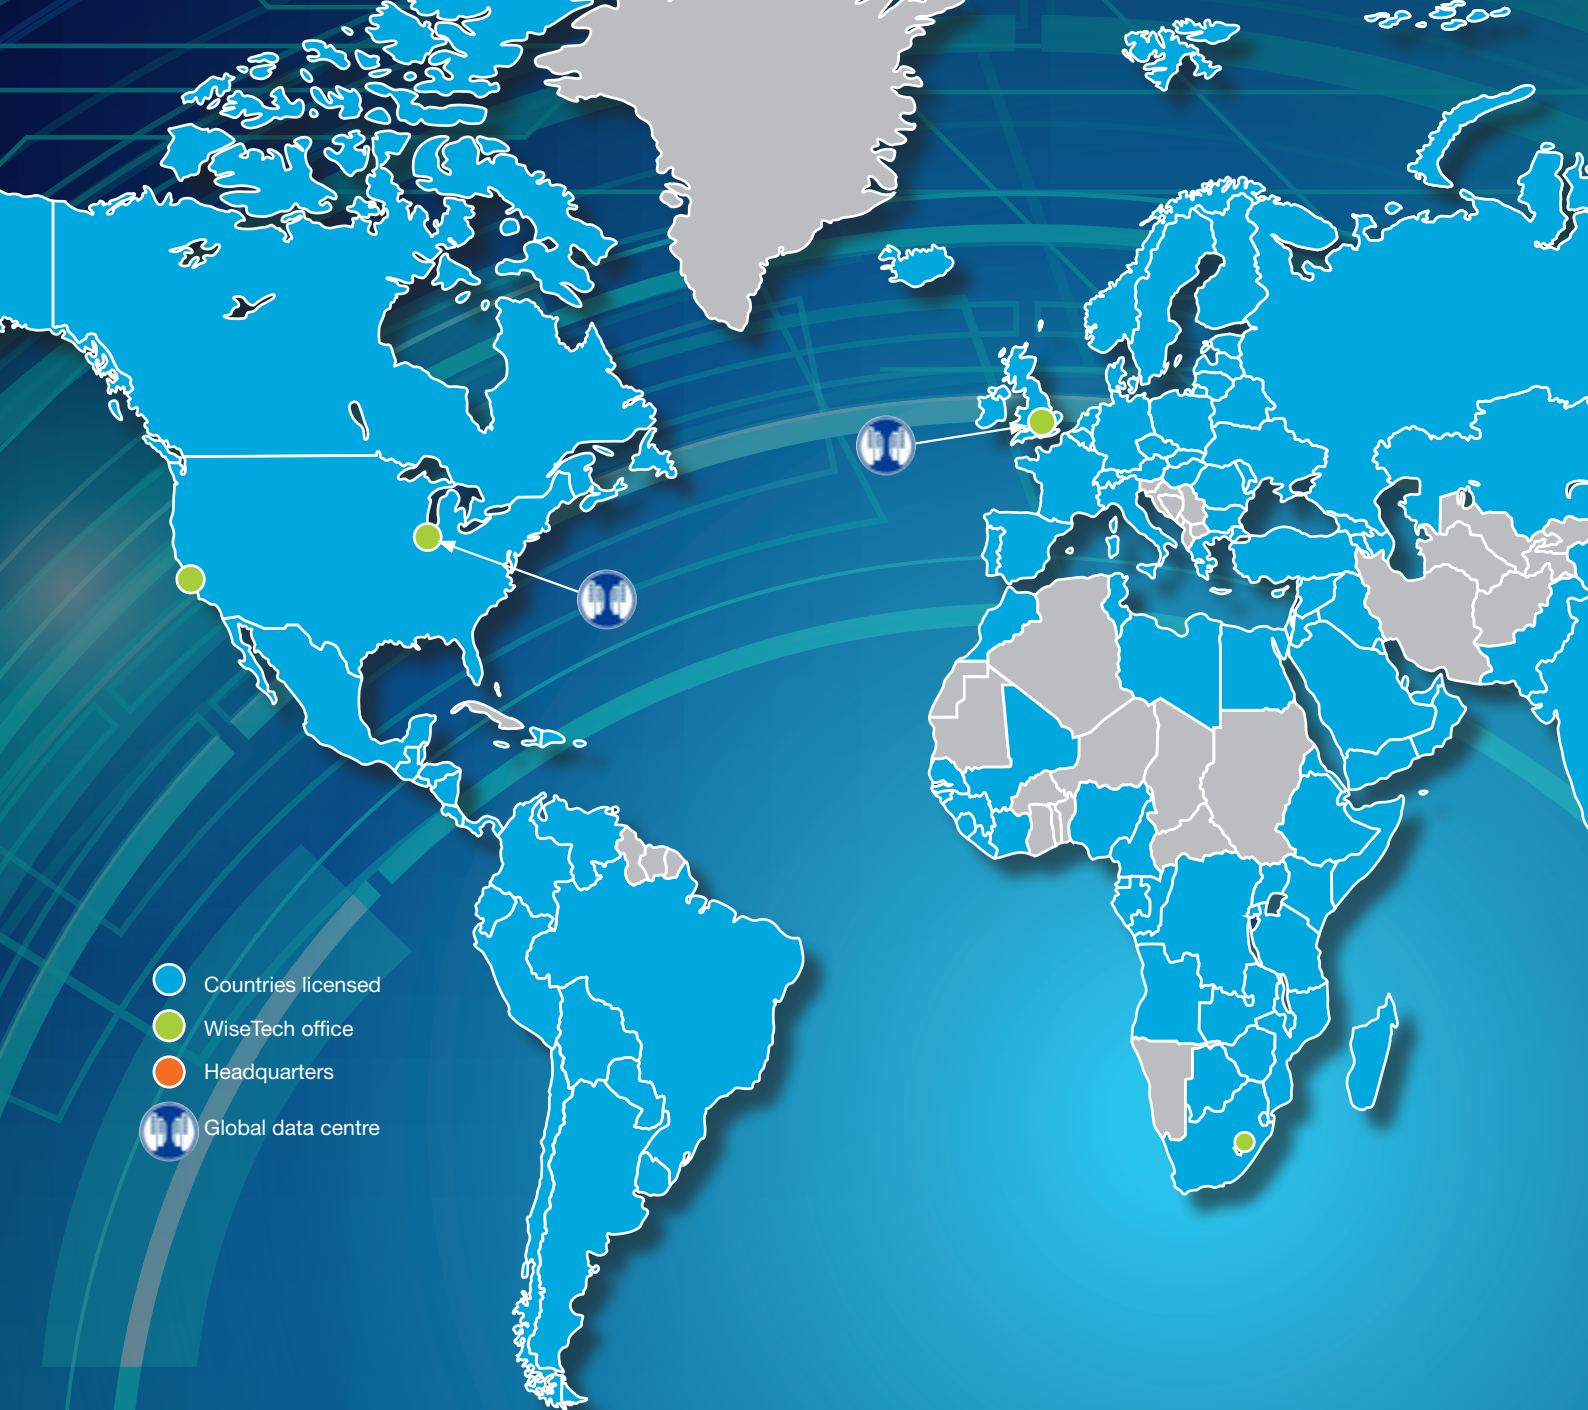 Countries licensed
WiseTech office
Headquarters
Global data centre